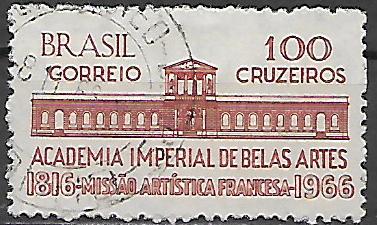 BRASIL 100
CORREIO CRUZEIROS
ACADEMIA IMPERIAL DE BELAS ARTES
1816-MISSÃO ARTÍSTICA FRANCESA-1966